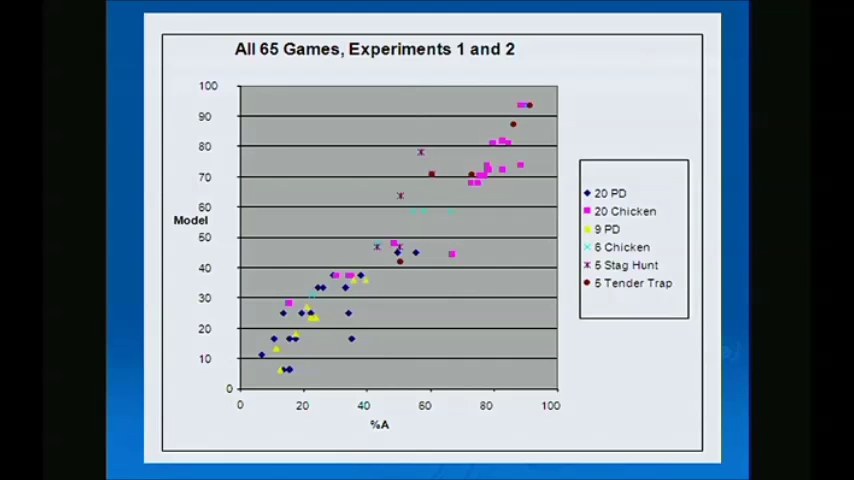 All 65 Games, Experiments 1 and 2
100
90
80
70
60
50
40
30
20
10
0
Model
0 20 40 60 80 100
%A
20 PD
20 Chicken
9 PD
6 Chicken
5 Stag Hunt
5 Tender Trap